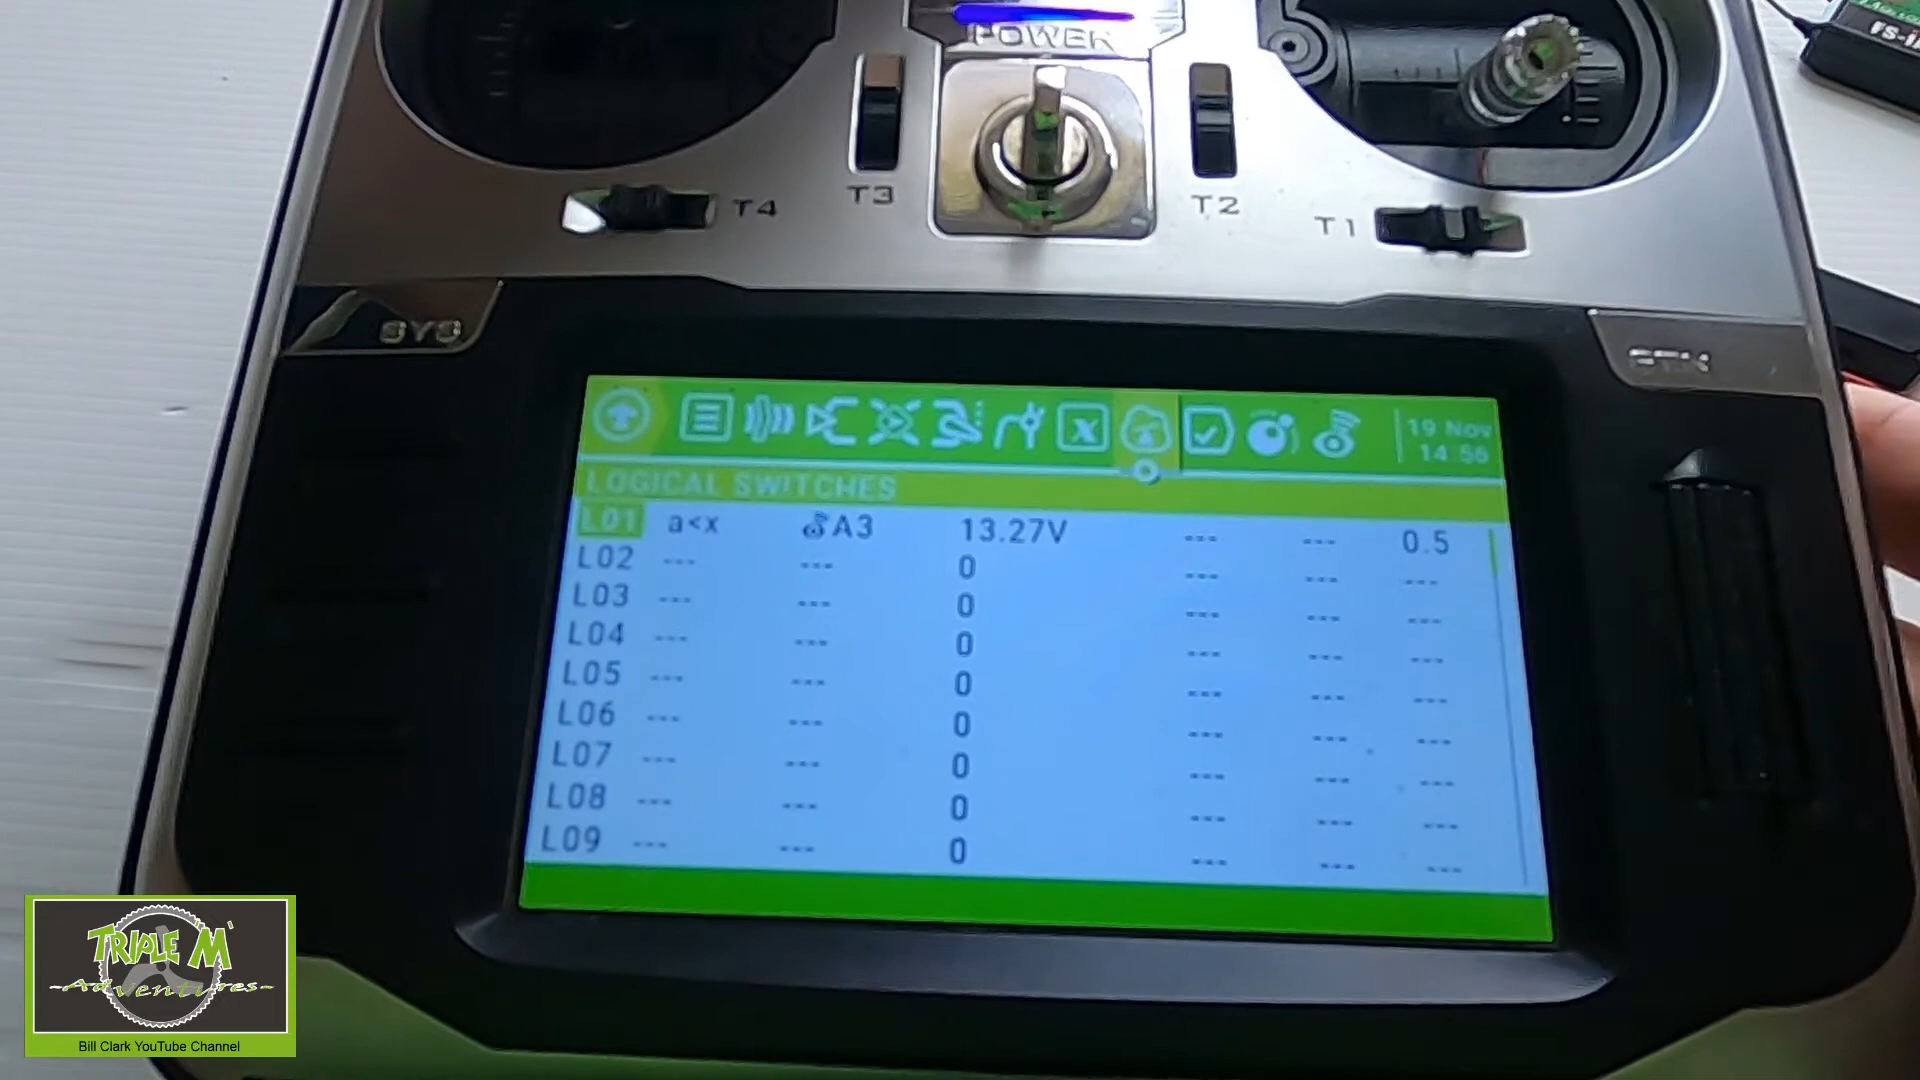 POWER
T4
T3
T2
T1
SYS
19 Nov
14:56
LOGICAL SWITCHES
L01 a<x A3 13.27V --- --- 0.5
L02 --- --- 0 --- --- ---
L03 --- --- 0 --- --- ---
L04 --- --- 0 --- --- ---
L05 --- --- 0 --- --- ---
L06 --- --- 0 --- --- ---
L07 --- --- 0 --- --- ---
L08 --- --- 0 --- --- ---
L09 --- --- 0 --- --- ---
TRIPLE M
-Adventures-
Bill Clark YouTube Channel